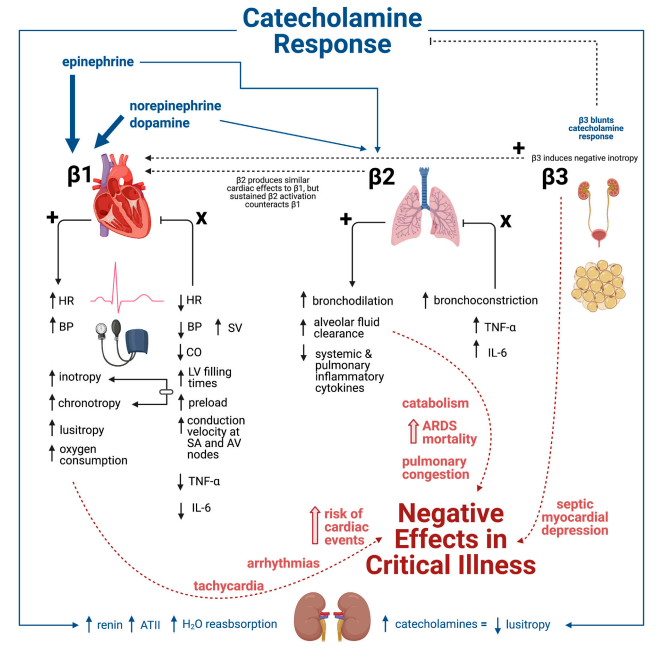 Catecholamine
Response
epinephrine
norepinephrine
dopamine
β3 blunts
catecholamine
response
+
β3 induces negative inotropy
β1
β2 produces similar
cardiac effects to β1, but
sustained β2 activation
counteracts β1
β2
β3
+
x
+
x
HR
BP
inotropy
chronotropy
lusitropy
oxygen
consumption
HR
BP
SV
CO
LV filling
times
preload
conduction
velocity at
SA and AV
nodes
TNF-α
IL-6
bronchodilation
alveolar fluid
clearance
systemic &
pulmonary
inflammatory
cytokines
bronchoconstriction
TNF-α
IL-6
catabolism
ARDS
mortality
pulmonary
congestion
risk of
cardiac
events
arrhythmias
tachycardia
Negative
Effects in
Critical Illness
septic
myocardial
depression
renin
ATII
H₂O reasbsorption
catecholamines =
lusitropy